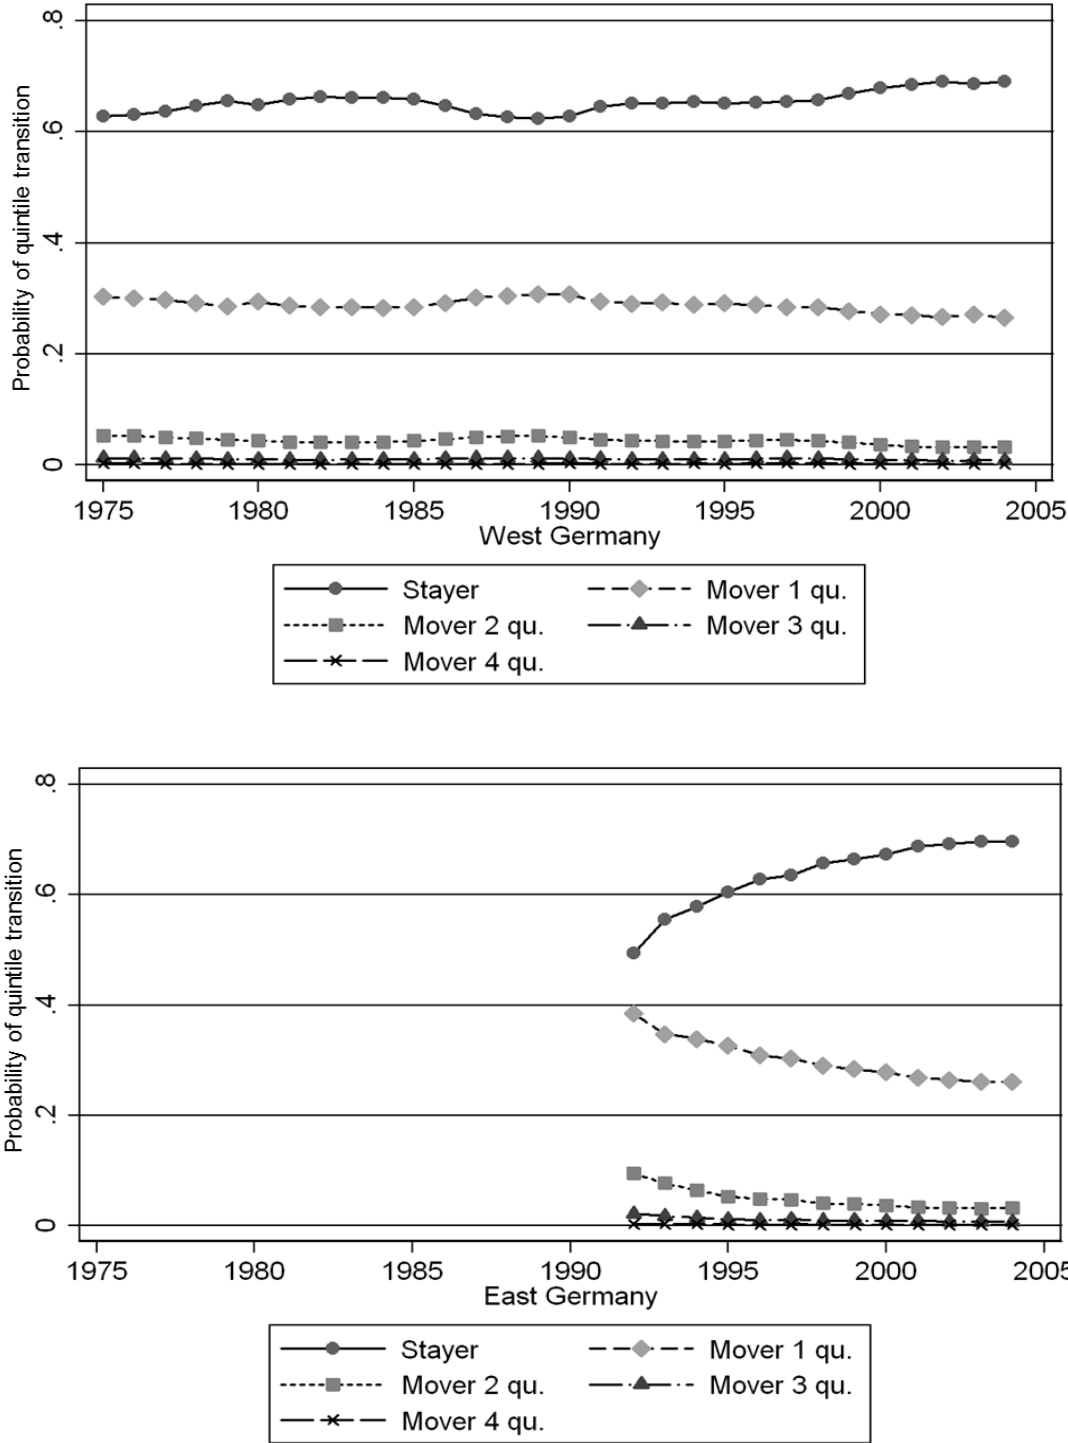 Probability of quintile transition
.8
.6
.4
.2
0
1975 1980 1985 1990 1995 2000 2005
West Germany
Stayer Mover 1 qu.
Mover 2 qu. Mover 3 qu.
Mover 4 qu.
Probability of quintile transition
.8
.6
.4
.2
0
1975 1980 1985 1990 1995 2000 2005
East Germany
Stayer Mover 1 qu.
Mover 2 qu. Mover 3 qu.
Mover 4 qu.